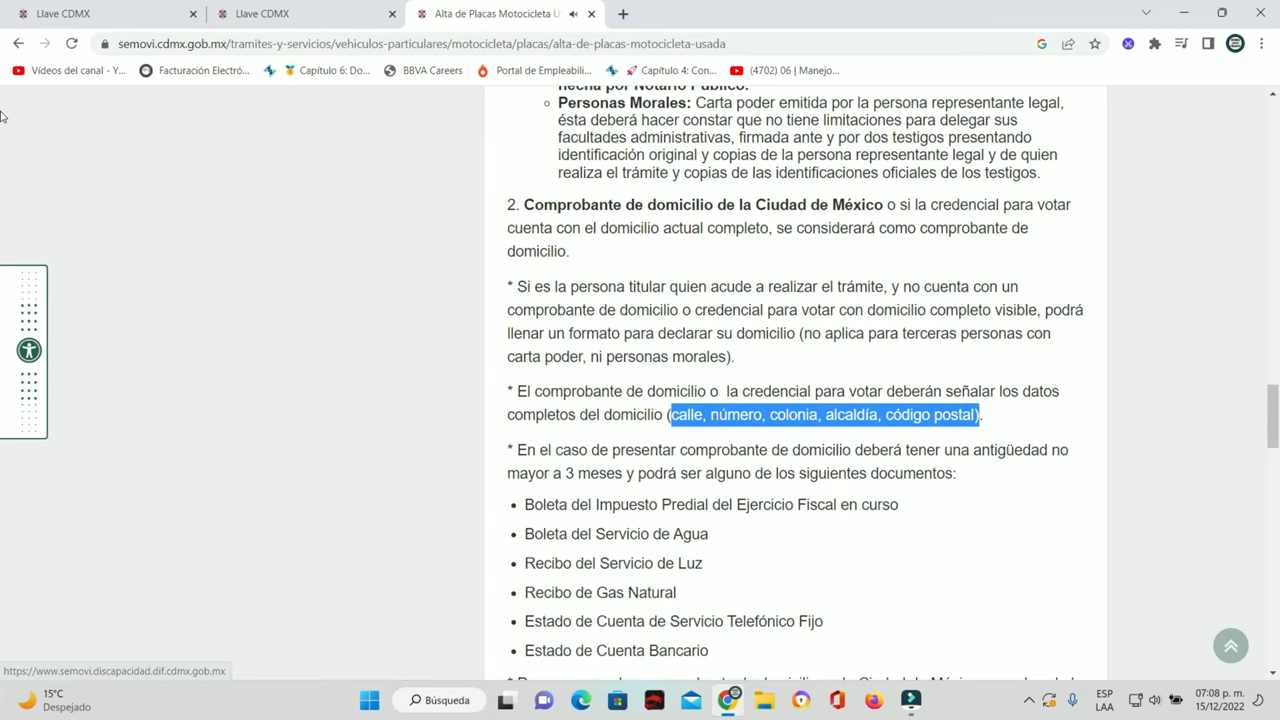 Llave CDMX
Llave CDMX
Alta de Placas Motocicleta U
semovi.cdmx.gob.mx/tramites-y-servicios/vehiculos-particulares/motocicleta/placas/alta-de-placas-motocicleta-usada
Vídeos del canal - Y...
Facturación Electró...
Capítulo 6: Do...
BBVA Careers
Portal de Empleabili...
Capítulo 4: Con...
(4702) 06 | Manejo...
hecha por Notario Público.
Personas Morales: Carta poder emitida por la persona representante legal,
ésta deberá hacer constar que no tiene limitaciones para delegar sus
facultades administrativas, firmada ante y por dos testigos presentando
identificación original y copias de la persona representante legal y de quien
realiza el trámite y copias de las identificaciones oficiales de los testigos.
2. Comprobante de domicilio de la Ciudad de México o si la credencial para votar
cuenta con el domicilio actual completo, se considerará como comprobante de
domicilio.
* Si es la persona titular quien acude a realizar el trámite, y no cuenta con un
comprobante de domicilio o credencial para votar con domicilio completo visible, podrá
llenar un formato para declarar su domicilio (no aplica para terceras personas con
carta poder, ni personas morales).
* El comprobante de domicilio o la credencial para votar deberán señalar los datos
completos del domicilio (calle, número, colonia, alcaldía, código postal).
* En el caso de presentar comprobante de domicilio deberá tener una antigüedad no
mayor a 3 meses y podrá ser alguno de los siguientes documentos:
• Boleta del Impuesto Predial del Ejercicio Fiscal en curso
• Boleta del Servicio de Agua
• Recibo del Servicio de Luz
• Recibo de Gas Natural
• Estado de Cuenta de Servicio Telefónico Fijo
• Estado de Cuenta Bancario
https://www.semovi.discapacidad.dif.cdmx.gob.mx
15°C
Despejado
Búsqueda
ESP
LAA
07:08 p. m.
15/12/2022